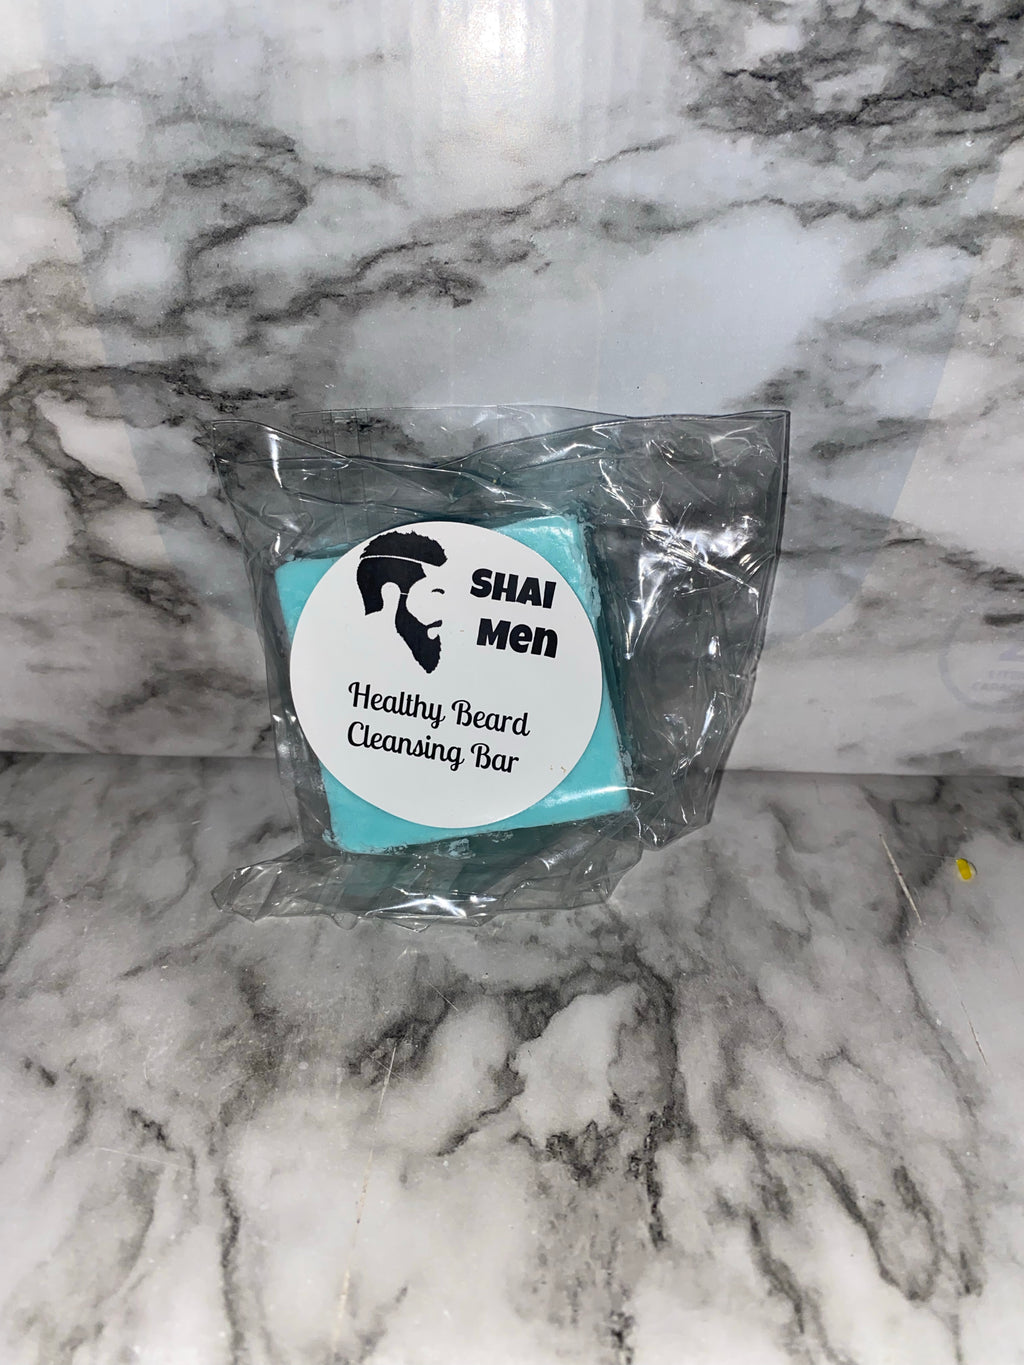 SHAI
Men
Healthy Beard
Cleansing Bar